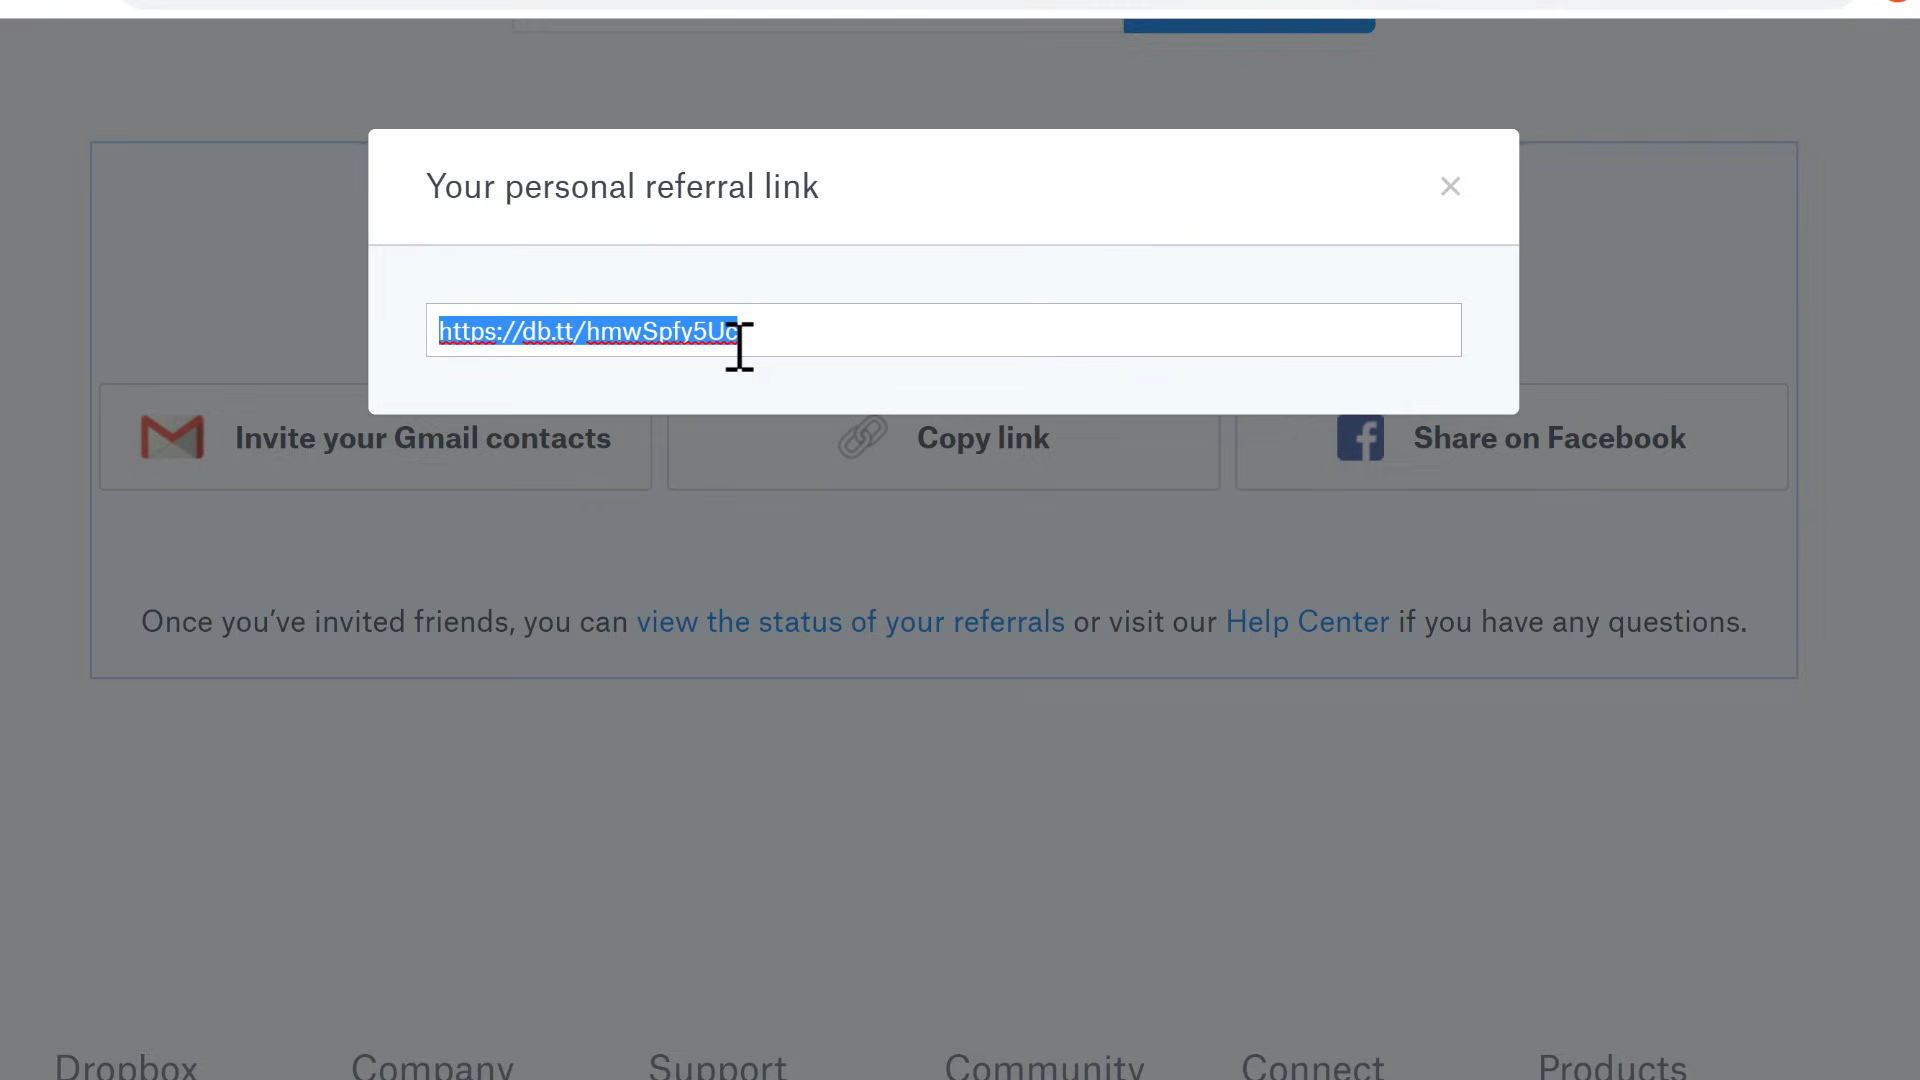 Your personal referral link
https://db.tt/hmwSpfy5Uc
Invite your Gmail contacts
Copy link
Share on Facebook
Once you’ve invited friends, you can view the status of your referrals or visit our Help Center if you have any questions.
Dropbox Company Support Community Connect Products